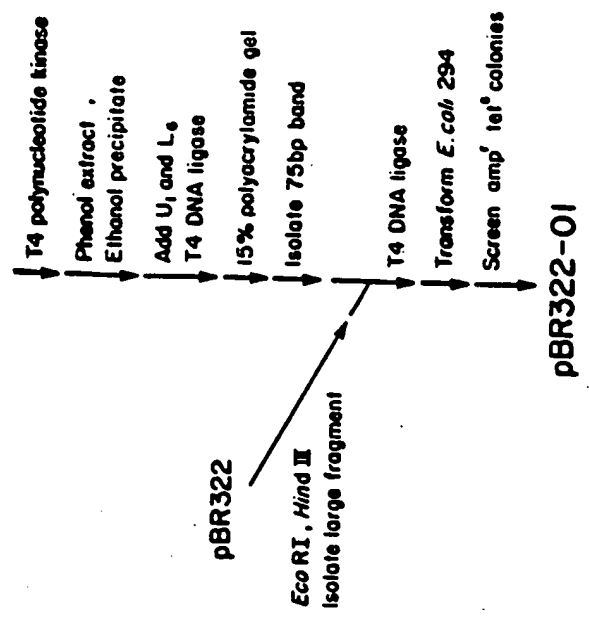 T4 polynucleotide kinase
Phenol extract,
Ethanol precipitate
Add U₁ and L₆
T4 DNA ligase
15% polyacrylamide gel
Isolate 75bp band
pBR322
Eco RI, Hind III
Isolate large fragment
T4 DNA ligase
Transform E. coli 294
Screen ampʳ tetˢ colonies
pBR322-01